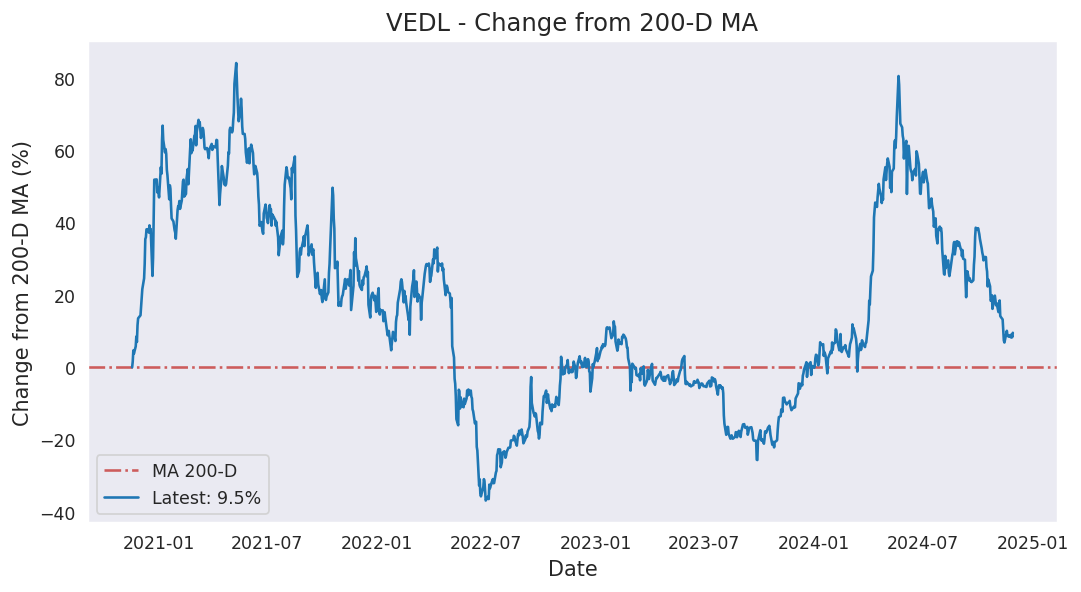 VEDL - Change from 200-D MA
Change from 200-D MA (%)
80
60
40
20
0
−20
−40
MA 200-D
Latest: 9.5%
2021-01 2021-07 2022-01 2022-07 2023-01 2023-07 2024-01 2024-07 2025-01
Date